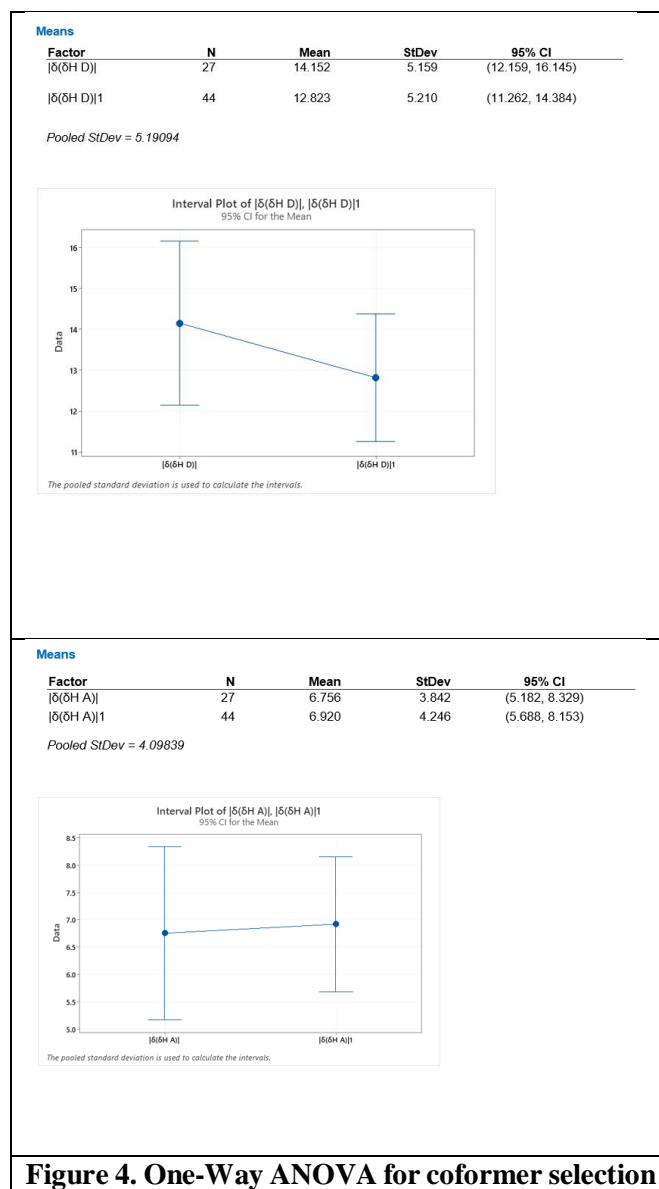 Means
Factor N Mean StDev 95% CI
|δ(δH D)| 27 14.152 5.159 (12.159, 16.145)
|δ(δH D)|1 44 12.823 5.210 (11.262, 14.384)
Pooled StDev = 5.19094
Interval Plot of |δ(δH D)|, |δ(δH D)|1
95% CI for the Mean
16
15
14
13
12
11
Data
|δ(δH D)| |δ(δH D)|1
The pooled standard deviation is used to calculate the intervals.
Means
Factor N Mean StDev 95% CI
|δ(δH A)| 27 6.756 3.842 (5.182, 8.329)
|δ(δH A)|1 44 6.920 4.246 (5.688, 8.153)
Pooled StDev = 4.09839
Interval Plot of |δ(δH A)|, |δ(δH A)|1
95% CI for the Mean
8.5
8.0
7.5
7.0
6.5
6.0
5.5
5.0
Data
|δ(δH A)| |δ(δH A)|1
The pooled standard deviation is used to calculate the intervals.
Figure 4. One-Way ANOVA for coformer selection